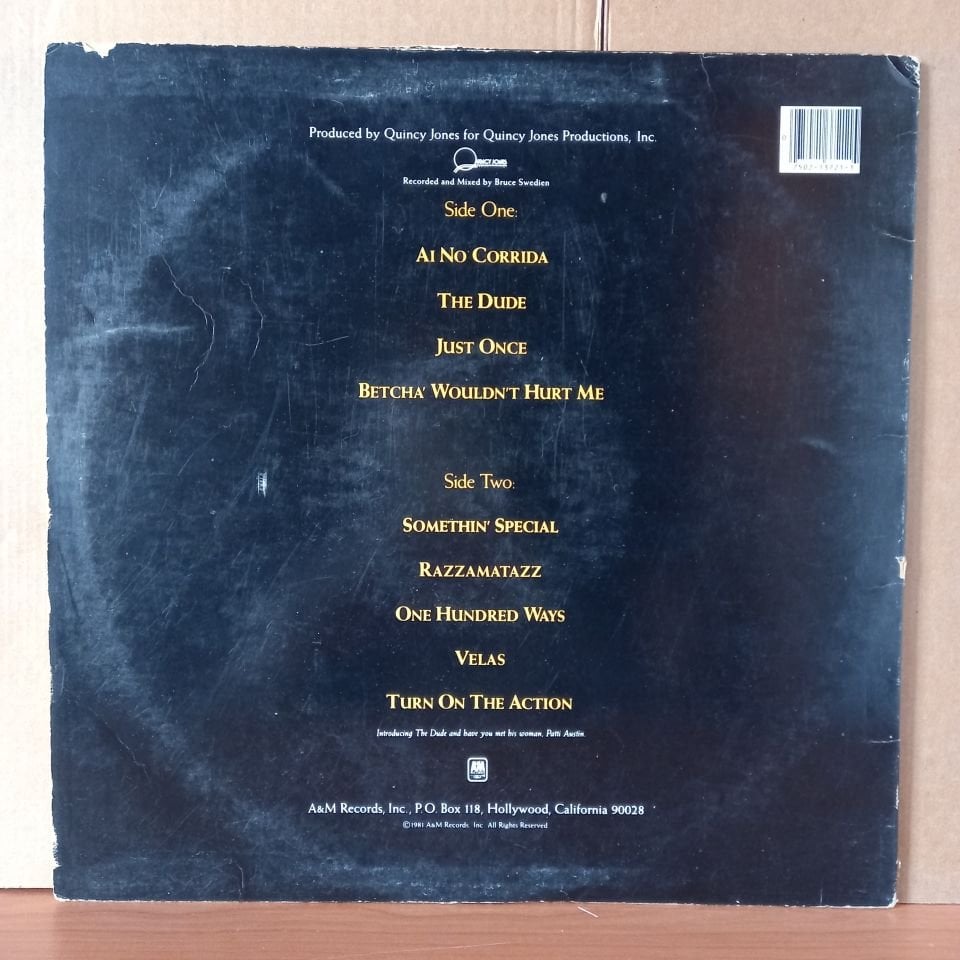 Produced by Quincy Jones for Quincy Jones Productions, Inc.
QUINCY JONES
Recorded and Mixed by Bruce Swedien
Side One:
AI NO CORRIDA
THE DUDE
JUST ONCE
BETCHA' WOULDN'T HURT ME
Side Two:
SOMETHIN' SPECIAL
RAZZAMATAZZ
ONE HUNDRED WAYS
VELAS
TURN ON THE ACTION
Introducing The Dude and have you met his woman, Patti Austin.
A&M
A&M Records, Inc., P.O. Box 118, Hollywood, California 90028
©1981 A&M Records, Inc. All Rights Reserved